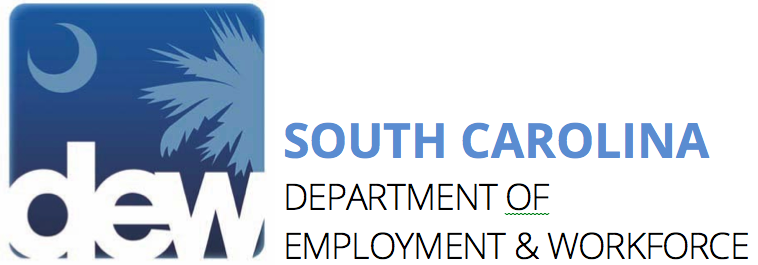 dew
SOUTH CAROLINA
DEPARTMENT OF
EMPLOYMENT & WORKFORCE